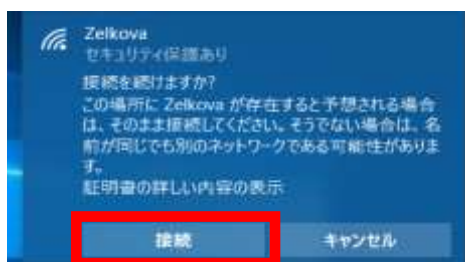 Zelkova
セキュリティ保護あり
接続を続けますか?
この場所に Zelkova が存在すると予想される場合
は、そのまま接続してください。そうでない場合は、名
前が同じでも別のネットワークである可能性がありま
す。
証明書の詳しい内容の表示
接続
キャンセル